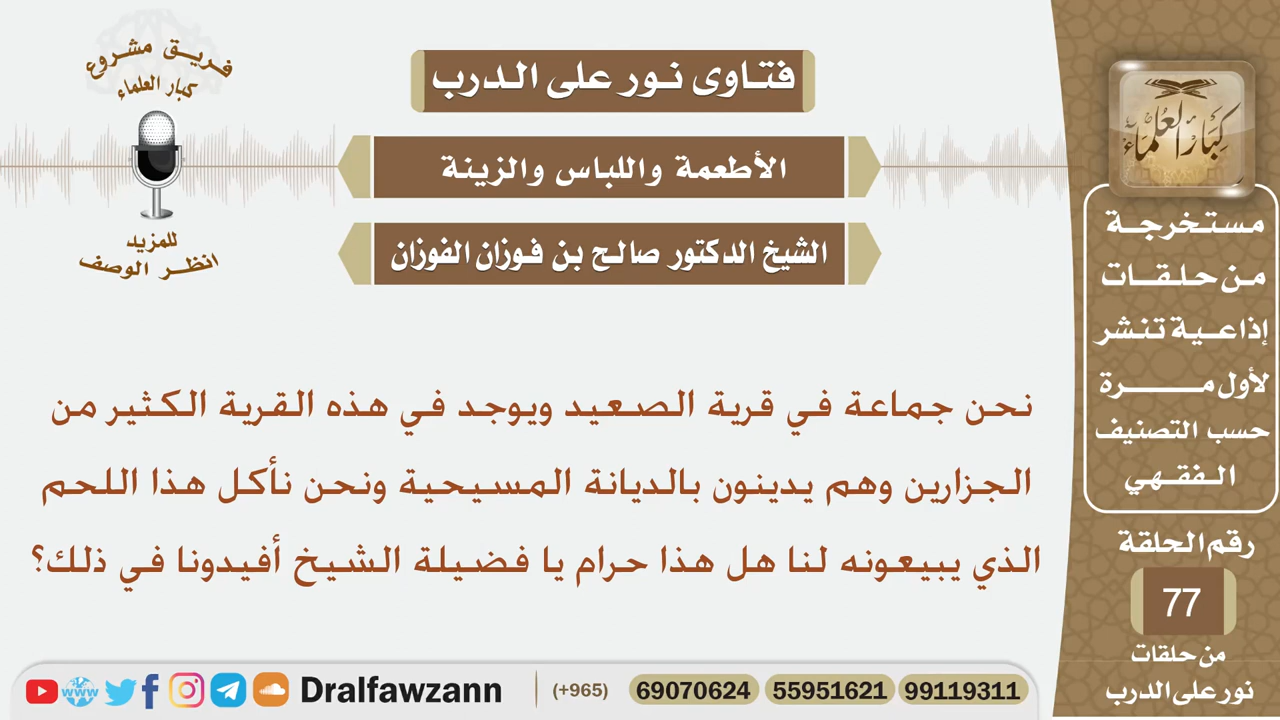 فريق مشروع
كبار العلماء
للمزيد
انظر الوصف
فتاوى نور على الدرب
الأطعمة واللباس والزينة
الشيخ الدكتور صالح بن فوزان الفوزان
نحن جماعة في قرية الصعيد ويوجد في هذه القرية الكثير من
الجزارين وهم يدينون بالديانة المسيحية ونحن نأكل هذا اللحم
الذي يبيعونه لنا هل هذا حرام يا فضيلة الشيخ أفيدونا في ذلك؟
كبار العلماء
مستخرجة
من حلقات
إذاعية تنشر
لأول مرة
حسب التصنيف
الفقهي
رقم الحلقة
77
من حلقات
نور على الدرب
www Dralfawzann (+965) 69070624 55951621 99119311